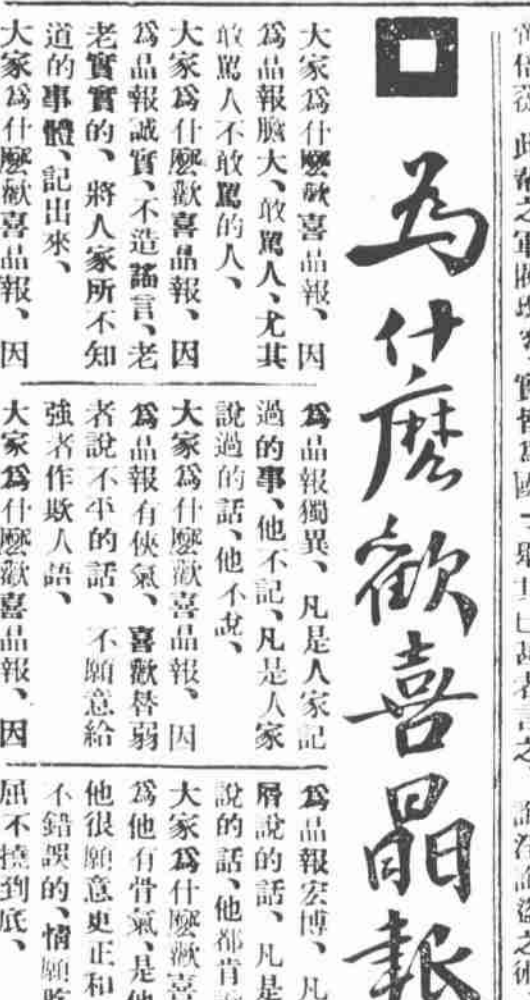 為什麼歡喜晶報
大家爲什麼歡喜晶報、因
爲晶報膽大、敢罵人、尤其
敢罵人不敢罵的人、
大家爲什麼歡喜晶報、因
爲晶報誠實、不造謠言、老
老實實的、將人家所不知
道的事體、記出來、
大家爲什麼歡喜晶報、因
爲晶報獨異、凡是人家記
過的事、他不記、凡是人家
說過的話、他不說、
大家爲什麼歡喜晶報、因
爲晶報有俠氣、喜歡替弱
者說不平的話、不願意給
強者作欺人語、
大家爲什麼歡喜晶報、因
爲晶報宏博、凡
屑說的話、凡是
說的話、他都肯
大家爲什麼歡喜
爲他有骨氣、是他
他很願意更正和
不錯誤的、情願
屈不撓到底、